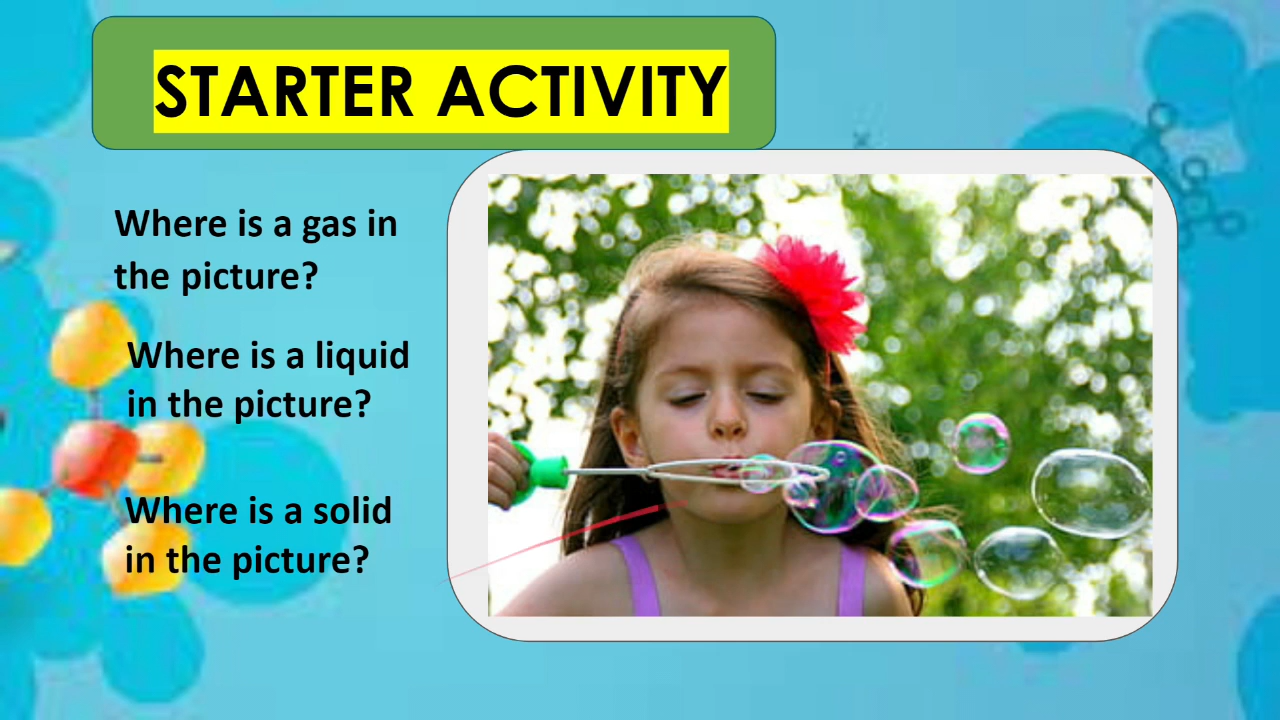 STARTER ACTIVITY
Where is a gas in
the picture?
Where is a liquid
in the picture?
Where is a solid
in the picture?